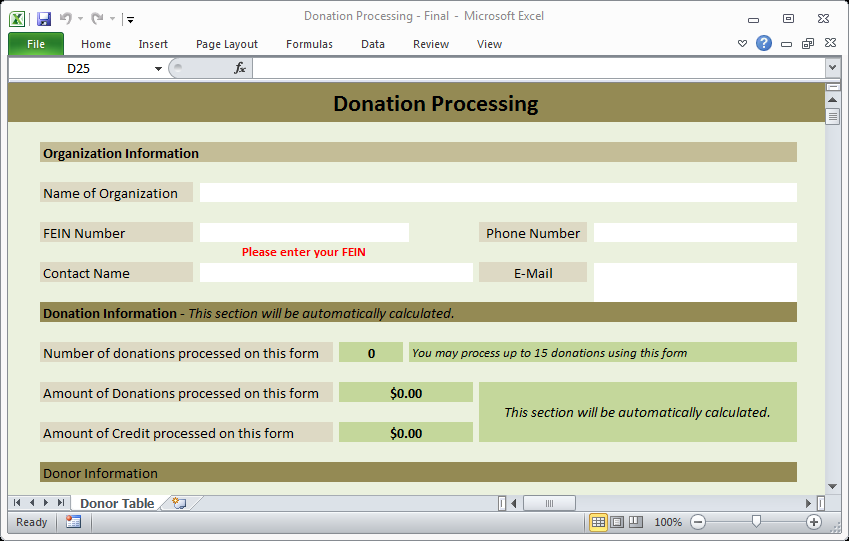 Donation Processing - Final - Microsoft Excel
File Home Insert Page Layout Formulas Data Review View
D25 fx
Donation Processing
Organization Information
Name of Organization
FEIN Number Phone Number
Please enter your FEIN
Contact Name E-Mail
Donation Information - This section will be automatically calculated.
Number of donations processed on this form 0 You may process up to 15 donations using this form
Amount of Donations processed on this form $0.00
This section will be automatically calculated.
Amount of Credit processed on this form $0.00
Donor Information
Donor Table
Ready 100%